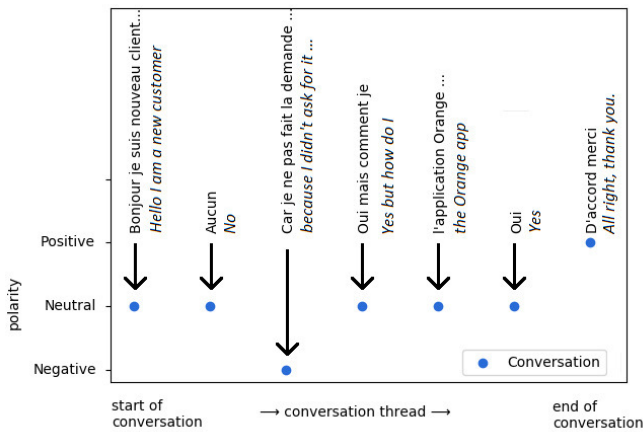 Bonjour je suis nouveau client...
Hello I am a new customer
Aucun
No
Car je ne pas fait la demande ...
because I didn't ask for it ...
Oui mais comment je
Yes but how do I
l'application Orange ...
the Orange app
Oui
Yes
D'accord merci
All right, thank you.
polarity
Positive
Neutral
Negative
Conversation
start of
conversation
→ conversation thread →
end of
conversation